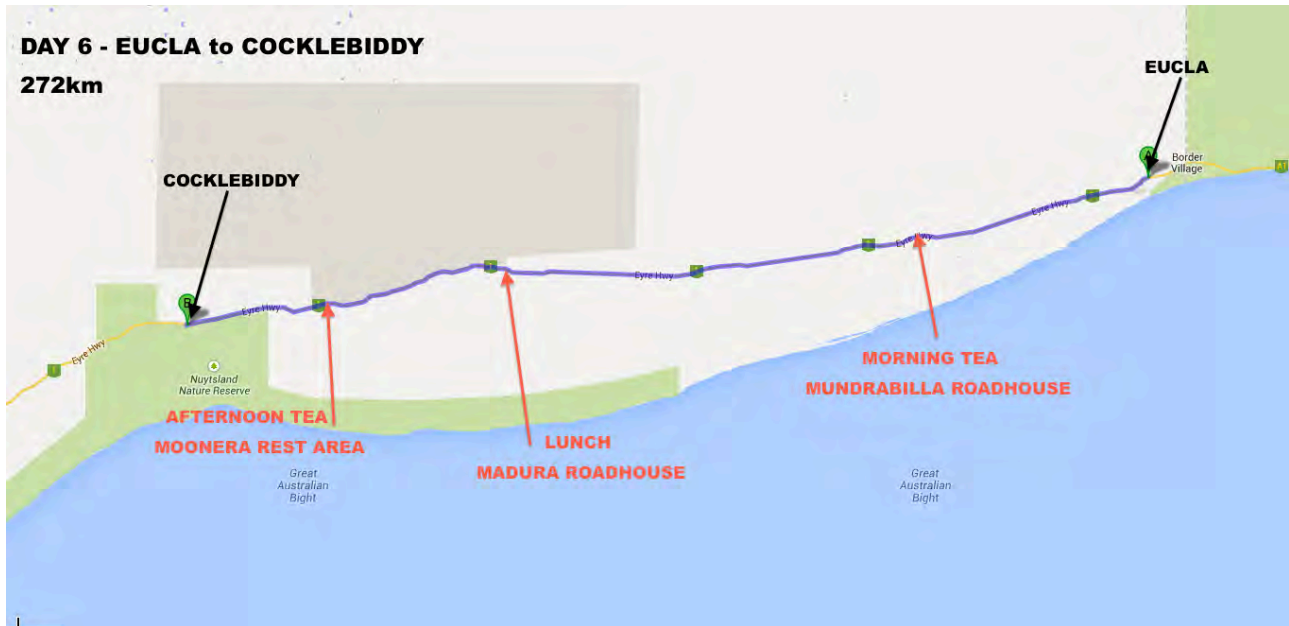 DAY 6 - EUCLA to COCKLEBIDDY
272km
EUCLA
Border
Village
A1
COCKLEBIDDY
Eyre Hwy
Eyre Hwy
Eyre Hwy
Eyre Hwy
Eyre Hwy
Nuytsland
Nature Reserve
MORNING TEA
MUNDRABILLA ROADHOUSE
AFTERNOON TEA
MOONERA REST AREA
LUNCH
MADURA ROADHOUSE
Great
Australian
Bight
Great
Australian
Bight